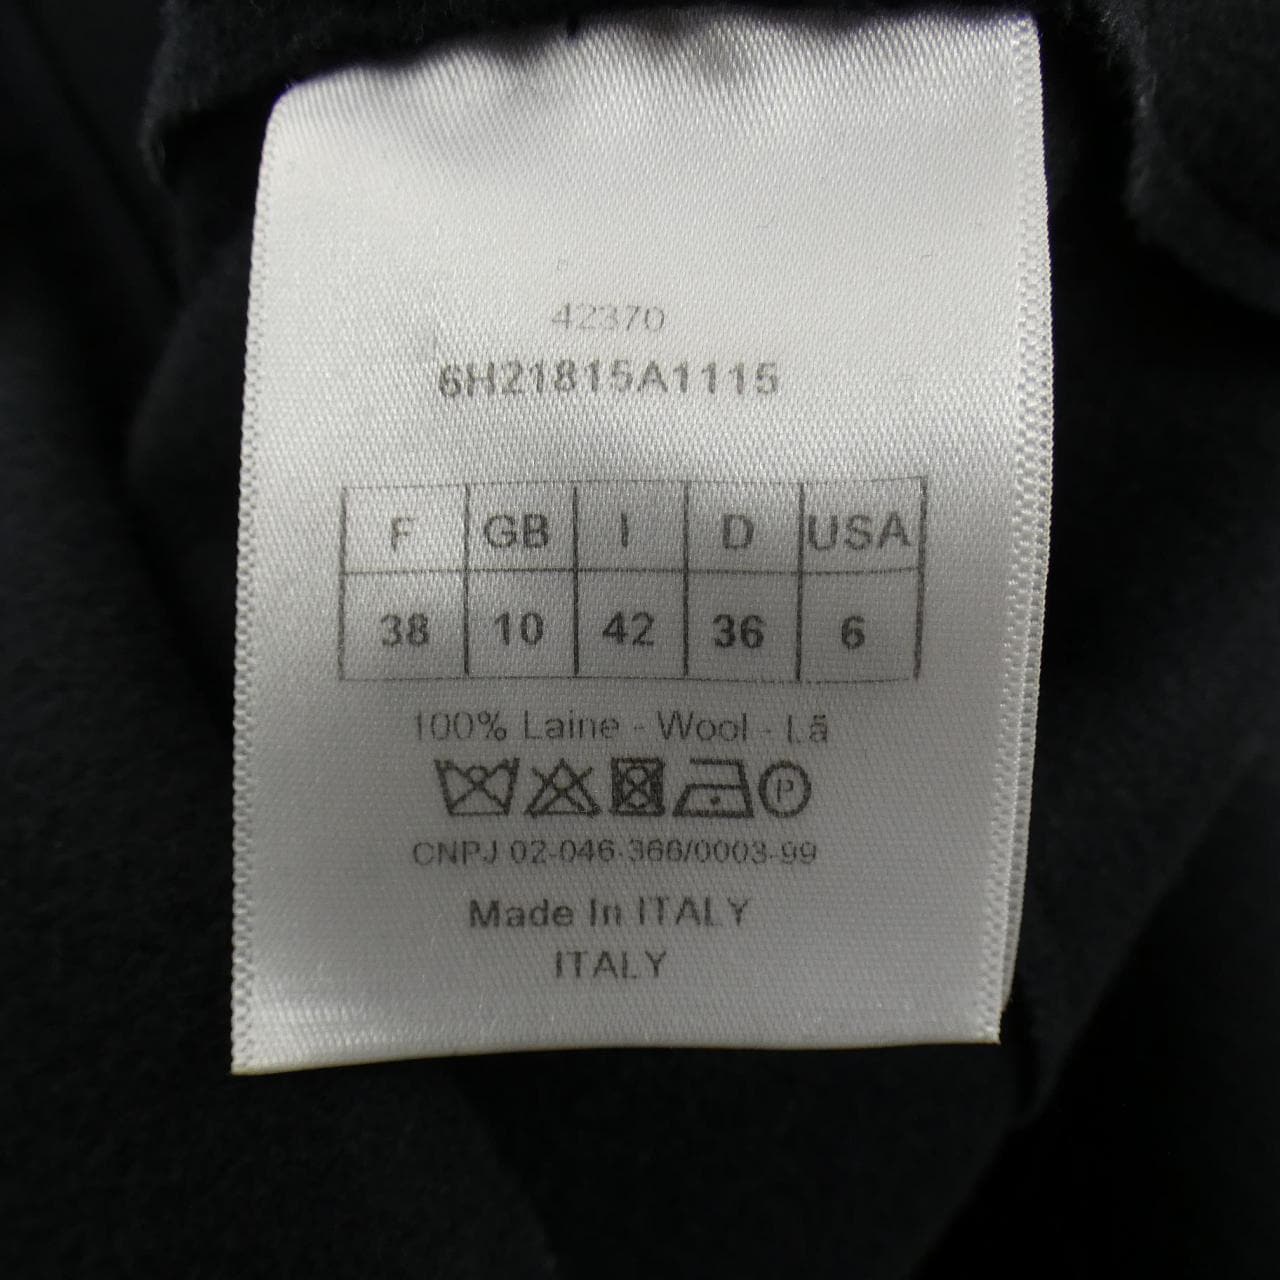 42370
6H21815A1115
F GB I D USA
38 10 42 36 6
100% Laine - Wool - Lã
P
CNPJ 02-046-366/0003-99
Made In ITALY
ITALY